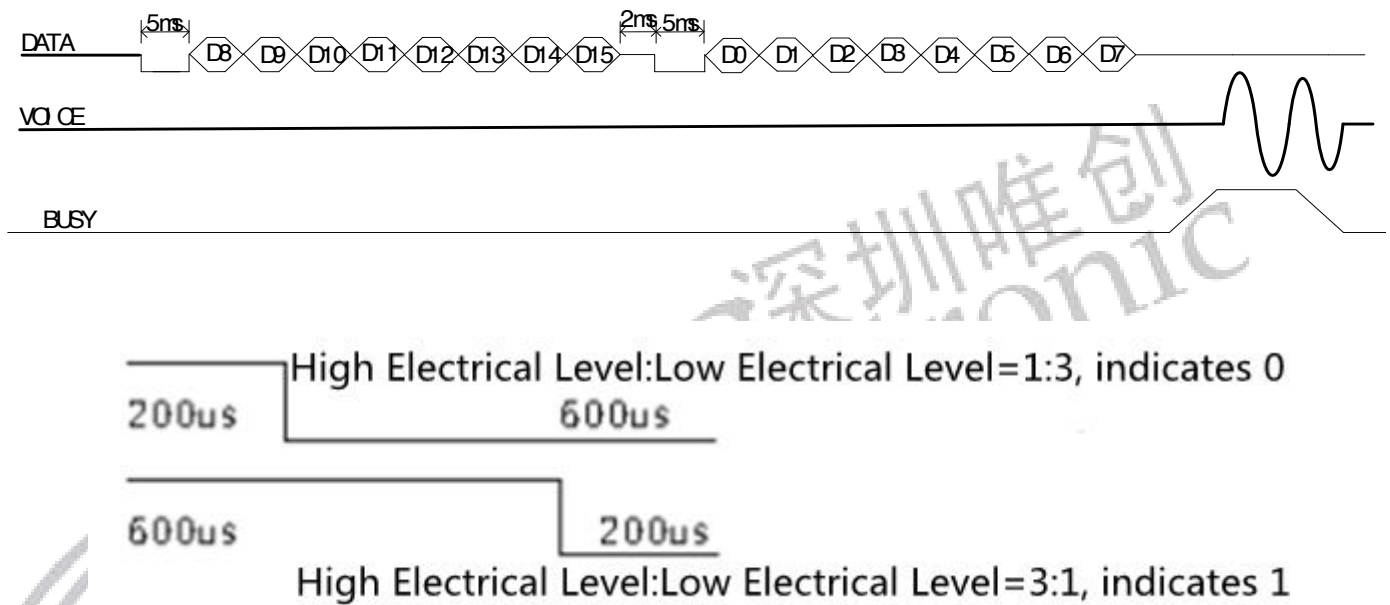 5ms 2ms 5ms
DATA D8 D9 D10 D11 D12 D13 D14 D15 D0 D1 D2 D3 D4 D5 D6 D7
VOICE
BUSY
深圳唯创
ronic
High Electrical Level:Low Electrical Level=1:3, indicates 0
200us 600us
600us 200us
High Electrical Level:Low Electrical Level=3:1, indicates 1